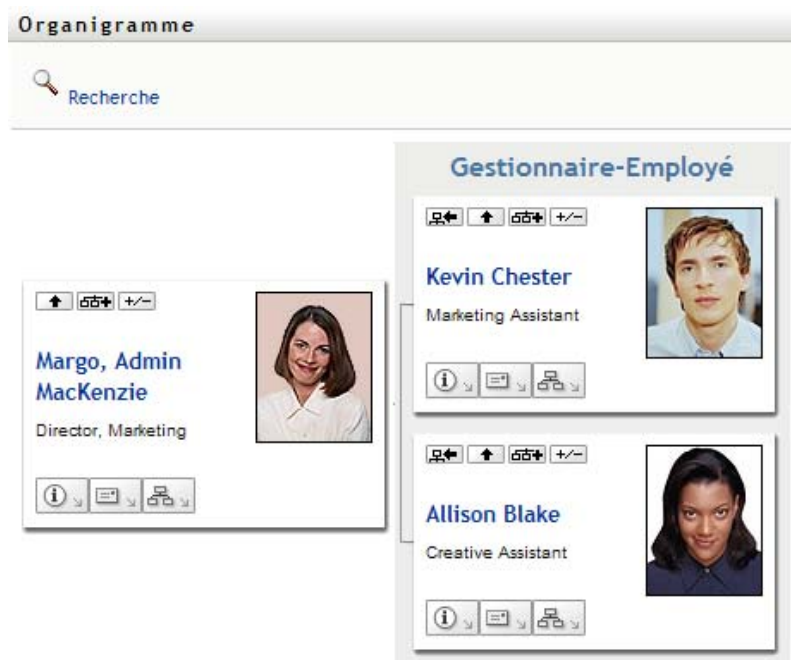 Organigramme
Recherche
Gestionnaire-Employé
+/-
Margo, Admin
MacKenzie
Director, Marketing
+/-
Kevin Chester
Marketing Assistant
+/-
Allison Blake
Creative Assistant